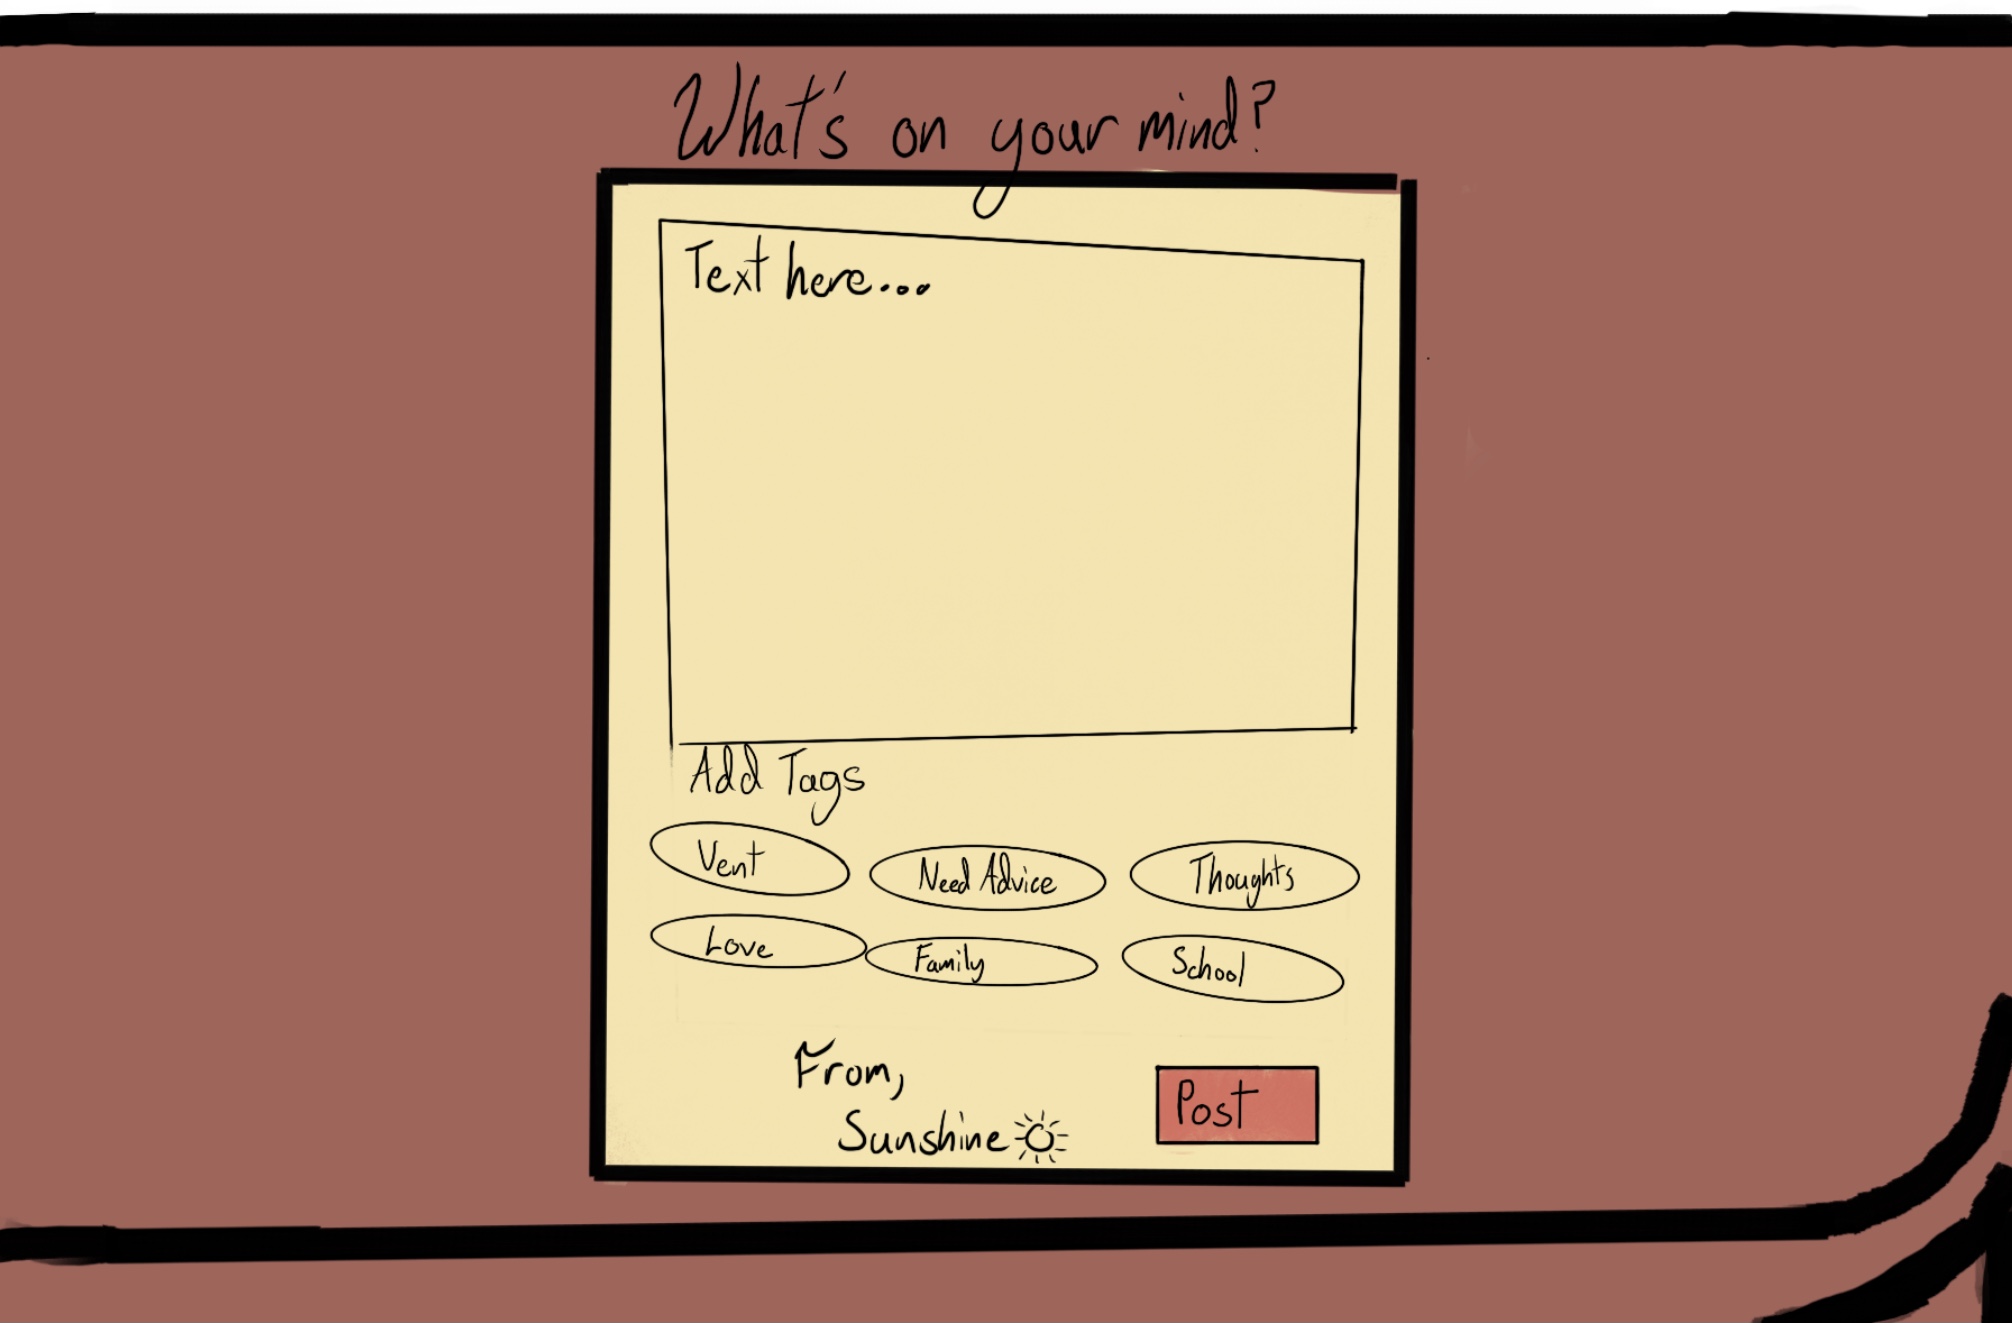 What's on your mind?
Text here...
Add Tags
Vent
Need Advice
Thoughts
Love
Family
School
From,
Sunshine
Post